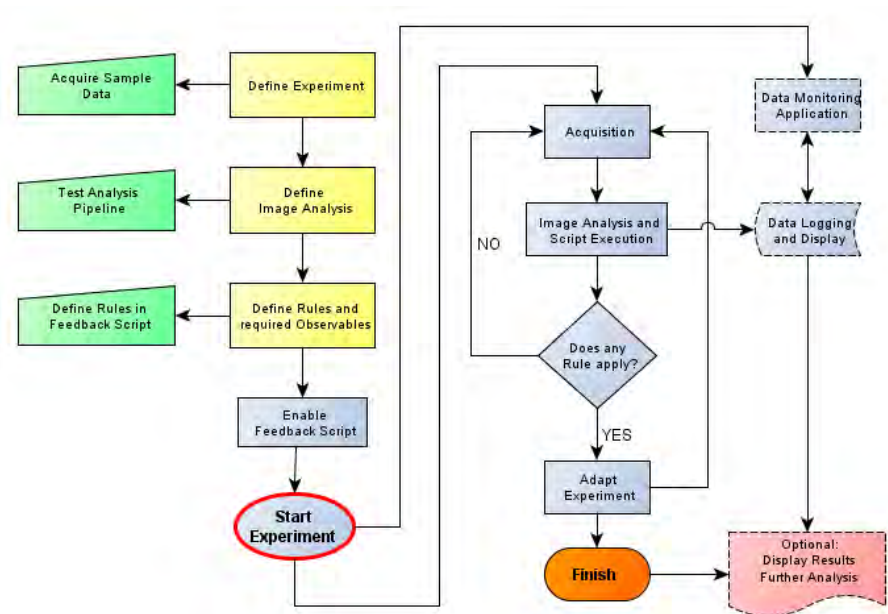 Acquire Sample
Data
Define Experiment
Test Analysis
Pipeline
Define
Image Analysis
Define Rules in
Feedback Script
Define Rules and
required Observables
Enable
Feedback Script
Start
Experiment
Acquisition
Data Monitoring
Application
NO
Image Analysis and
Script Execution
Data Logging
and Display
Does any
Rule apply?
YES
Adapt
Experiment
Finish
Optional:
Display Results
Further Analysis